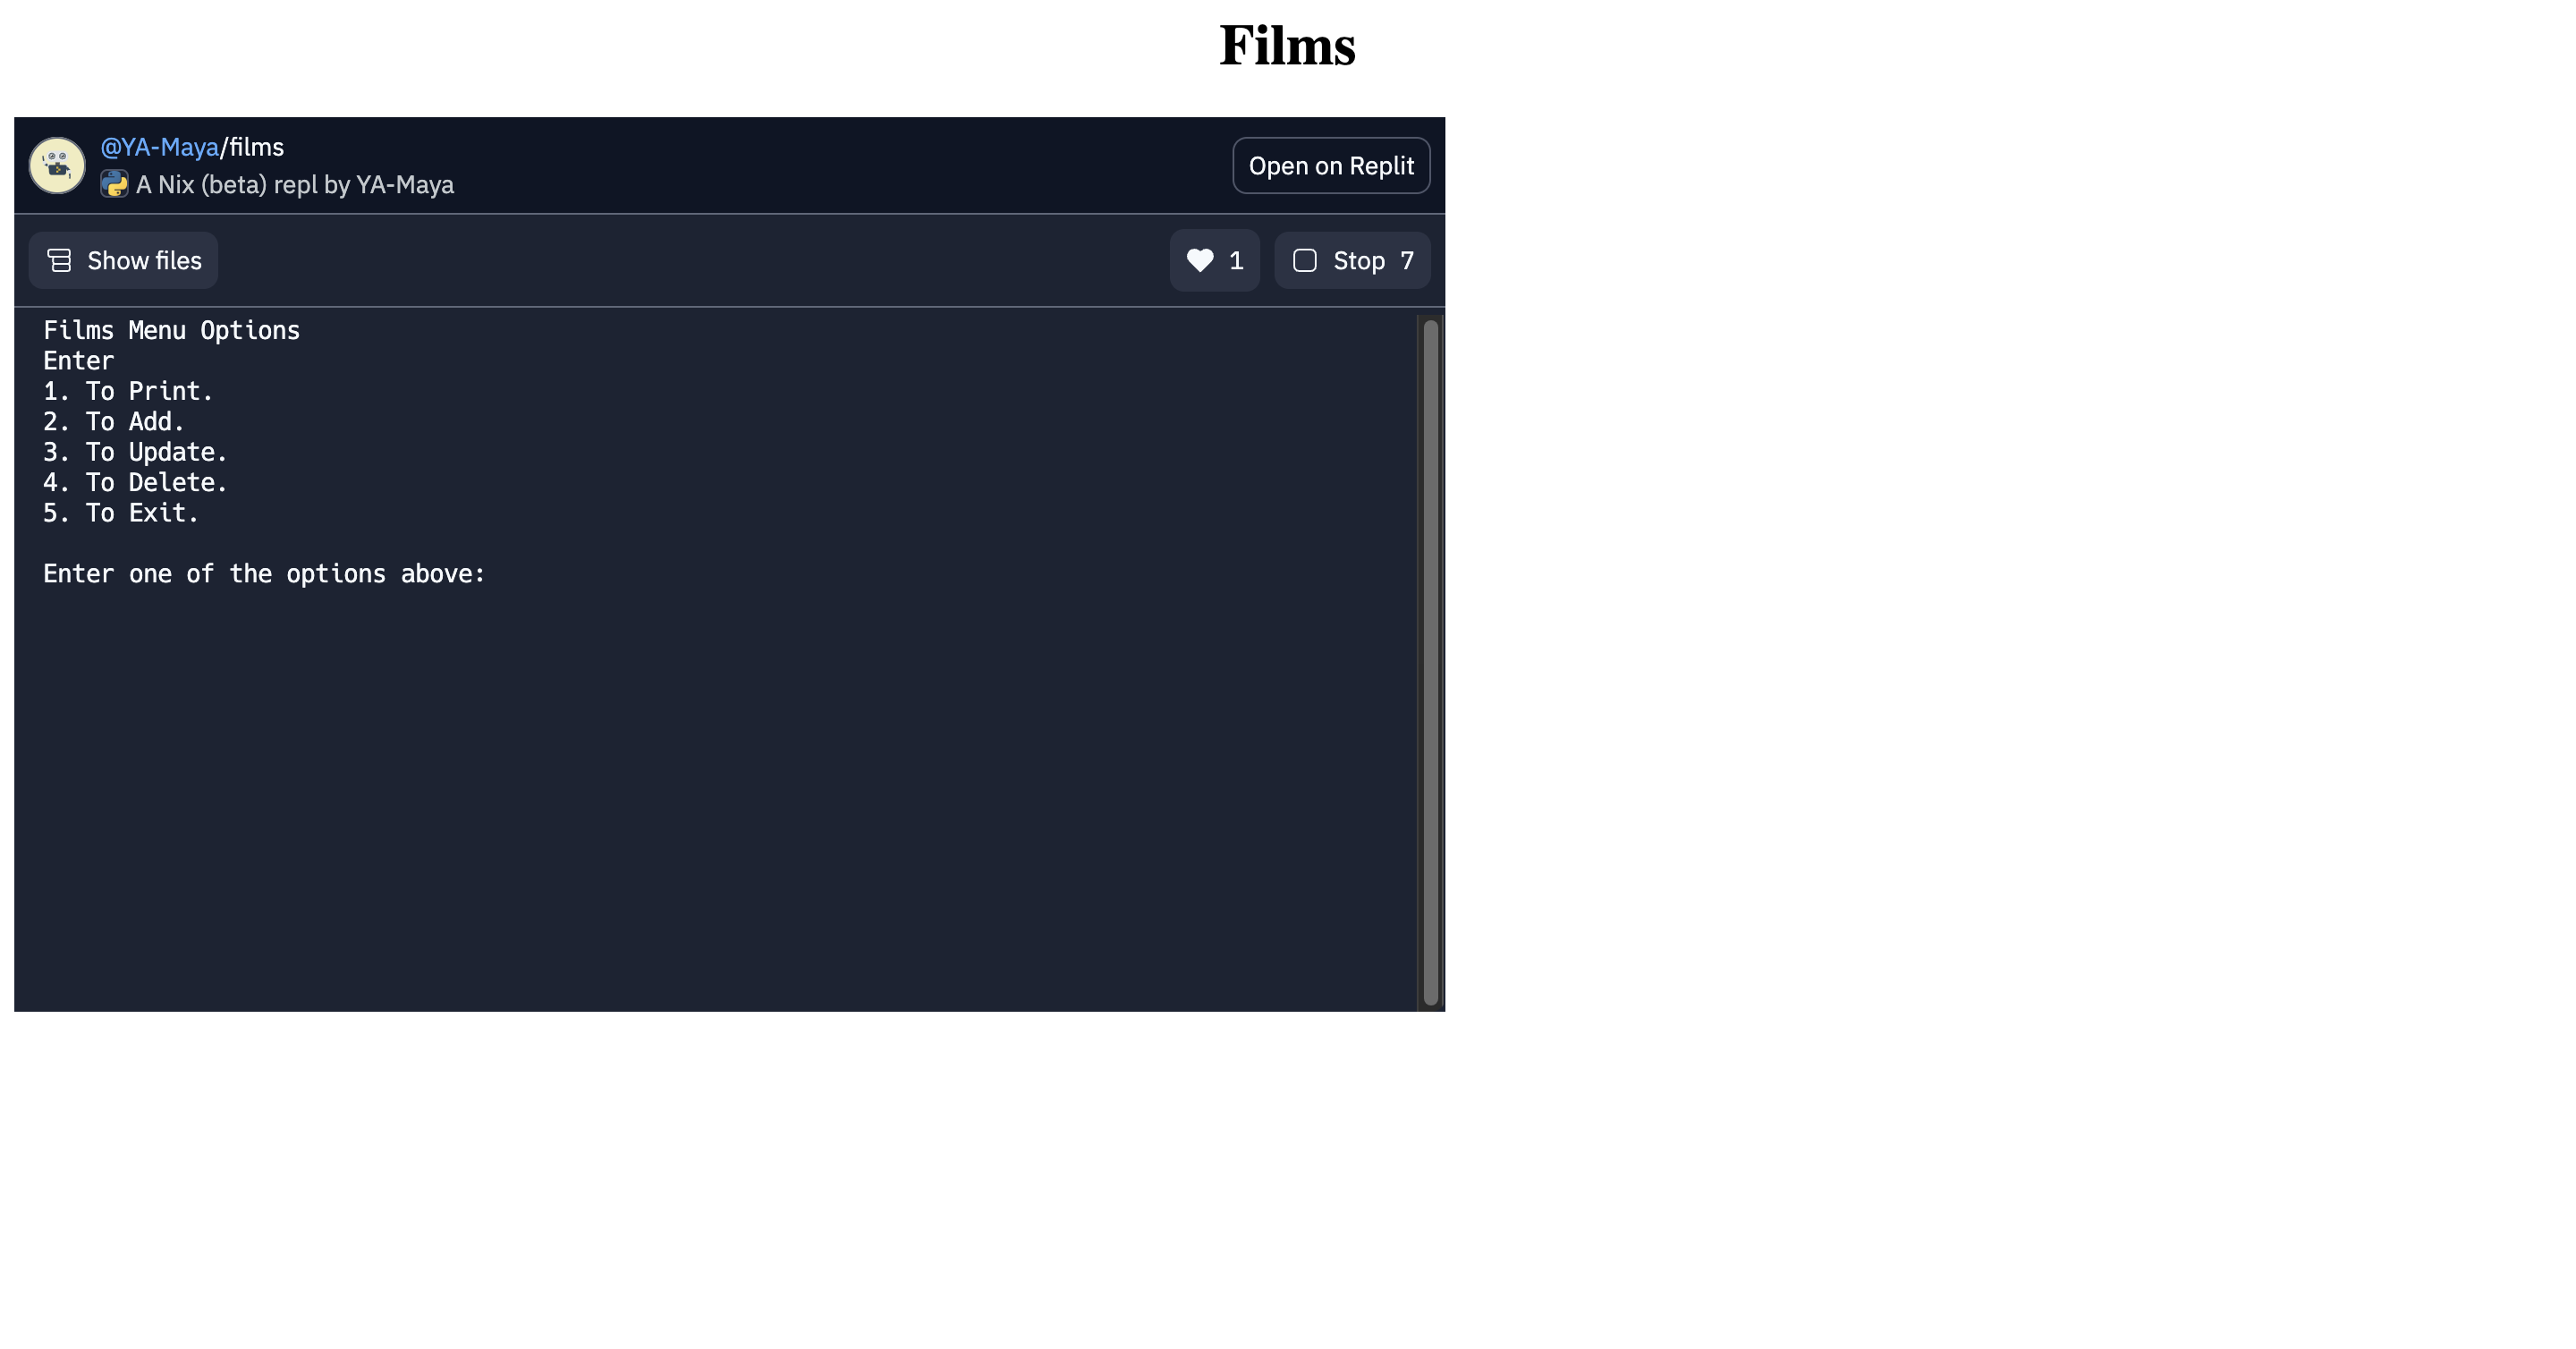 Films
@YA-Maya/films
A Nix (beta) repl by YA-Maya
Open on Replit
Show files
1
Stop 7
Films Menu Options
Enter
1. To Print.
2. To Add.
3. To Update.
4. To Delete.
5. To Exit.
Enter one of the options above: